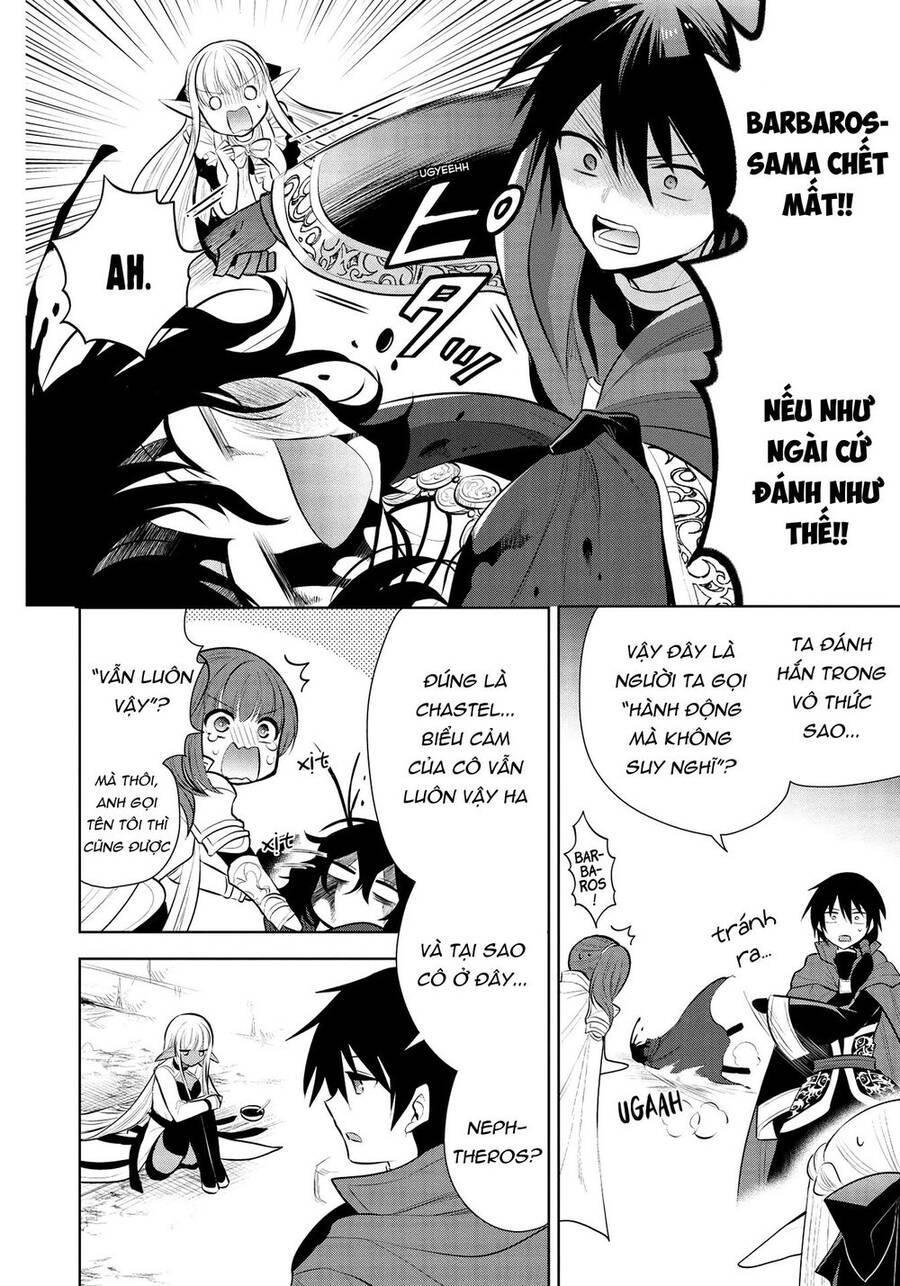 BARBAROS-
SAMA CHẾT
MẤT!!
NẾU NHƯ
NGÀI CỨ
ĐÁNH NHƯ
THẾ!!
UGYEEHH
ピタッ
AH.
TA ĐÁNH
HẮN TRONG
VÔ THỨC
SAO...
VẬY ĐÂY LÀ
NGƯỜI TA GỌI
"HÀNH ĐỘNG
MÀ KHÔNG
SUY NGHĨ"?
BAR-
BA-
ROS
!
tránh
ra...
UGAAH
ĐÚNG LÀ
CHASTEL...
BIỂU CẢM
CỦA CÔ VẪN
LUÔN VẬY HA
"VẪN LUÔN
VẬY"?
MÀ THÔI,
ANH GỌI
TÊN TÔI THÌ
CŨNG ĐƯỢC
xịt
xịt
VÀ TẠI SAO
CÔ Ở ĐÂY...
NEPH-
THEROS?